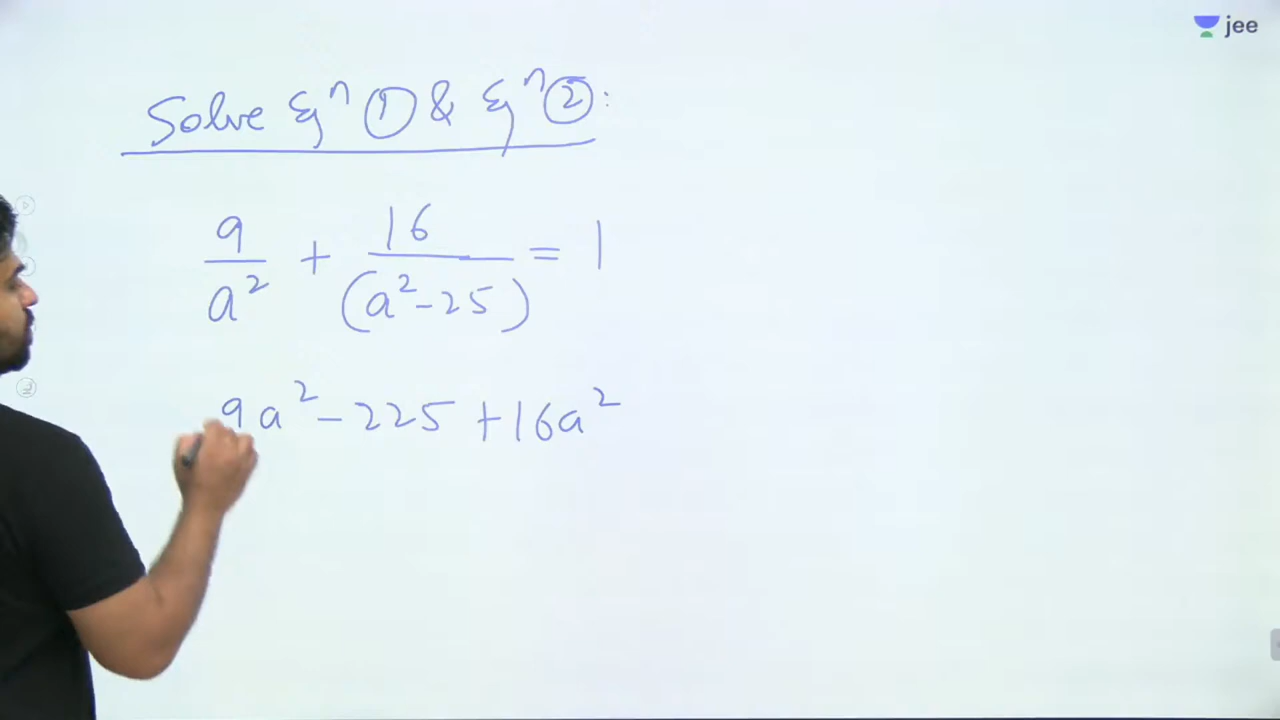 jee
Solve Eqⁿ ① & Eqⁿ ②:
9/a² + 16/(a²-25) = 1
9a² - 225 + 16a²